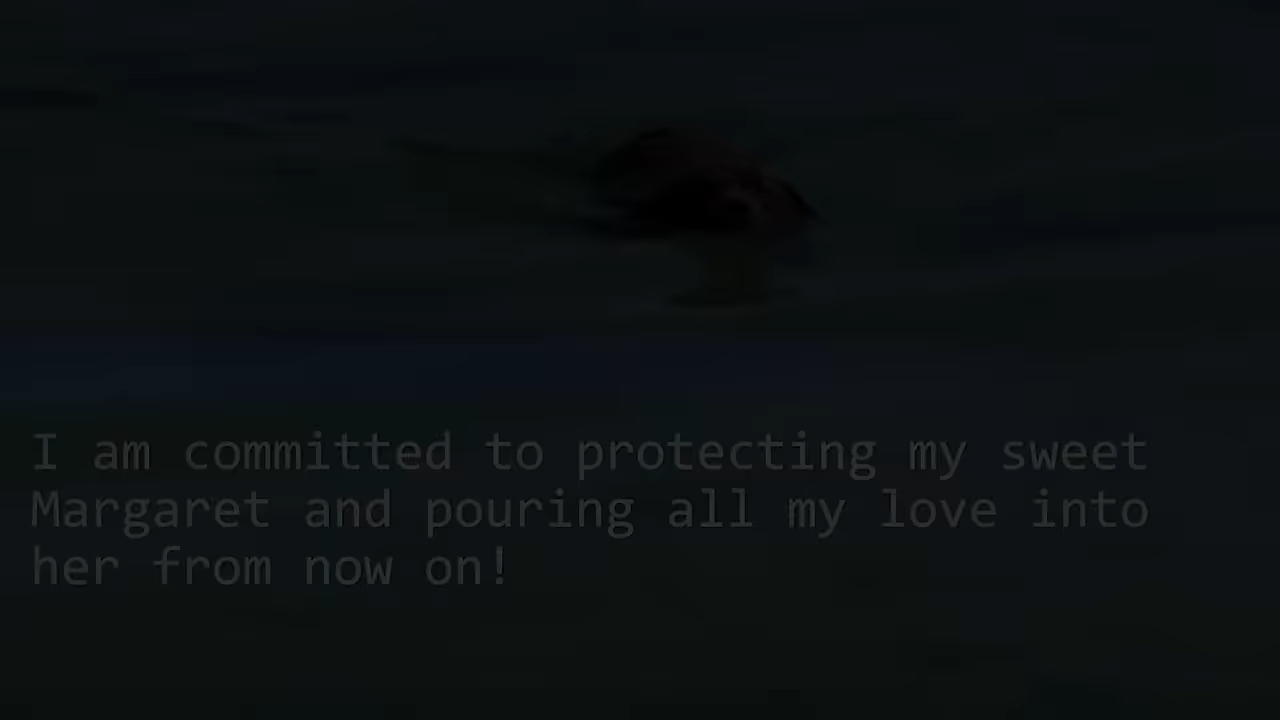 I am committed to protecting my sweet
Margaret and pouring all my love into
her from now on!